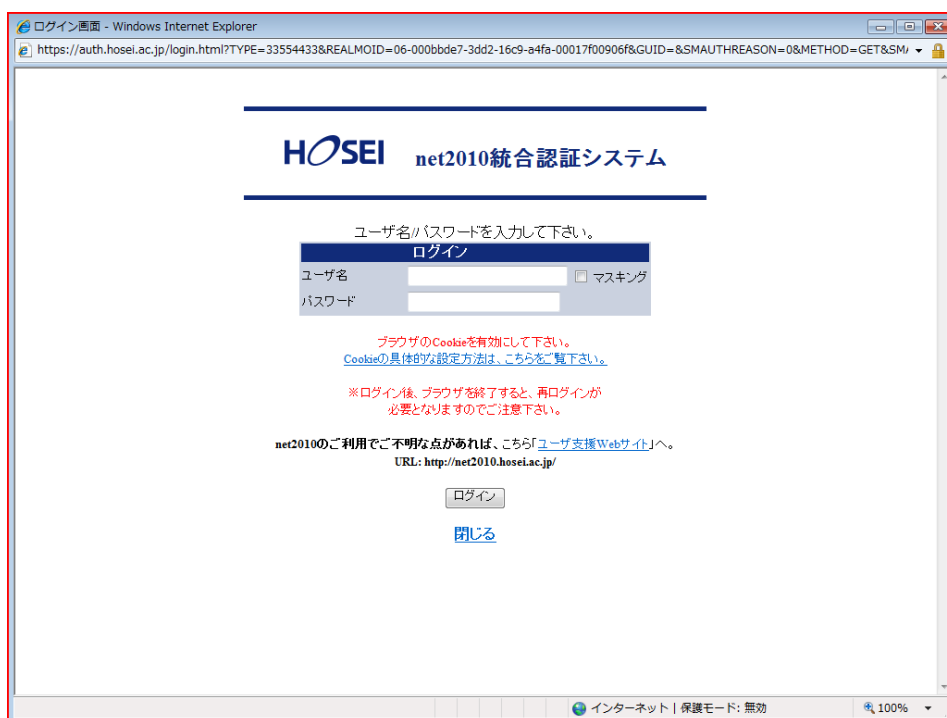 ログイン画面 - Windows Internet Explorer
https://auth.hosei.ac.jp/login.html?TYPE=33554433&REALMOID=06-000bbde7-3dd2-16c9-a4fa-00017f00906f&GUID=&SMAUTHREASON=0&METHOD=GET&SM
HOSEI net2010統合認証システム
ユーザ名/パスワードを入力して下さい。
ログイン
ユーザ名 マスキング
パスワード
ブラウザのCookieを有効にして下さい。
Cookieの具体的な設定方法は、こちらをご覧下さい。
※ログイン後、ブラウザを終了すると、再ログインが
必要となりますのでご注意下さい。
net2010のご利用でご不明な点があれば、こちら「ユーザ支援Webサイト」へ。
URL: http://net2010.hosei.ac.jp/
ログイン
閉じる
インターネット | 保護モード: 無効 100%